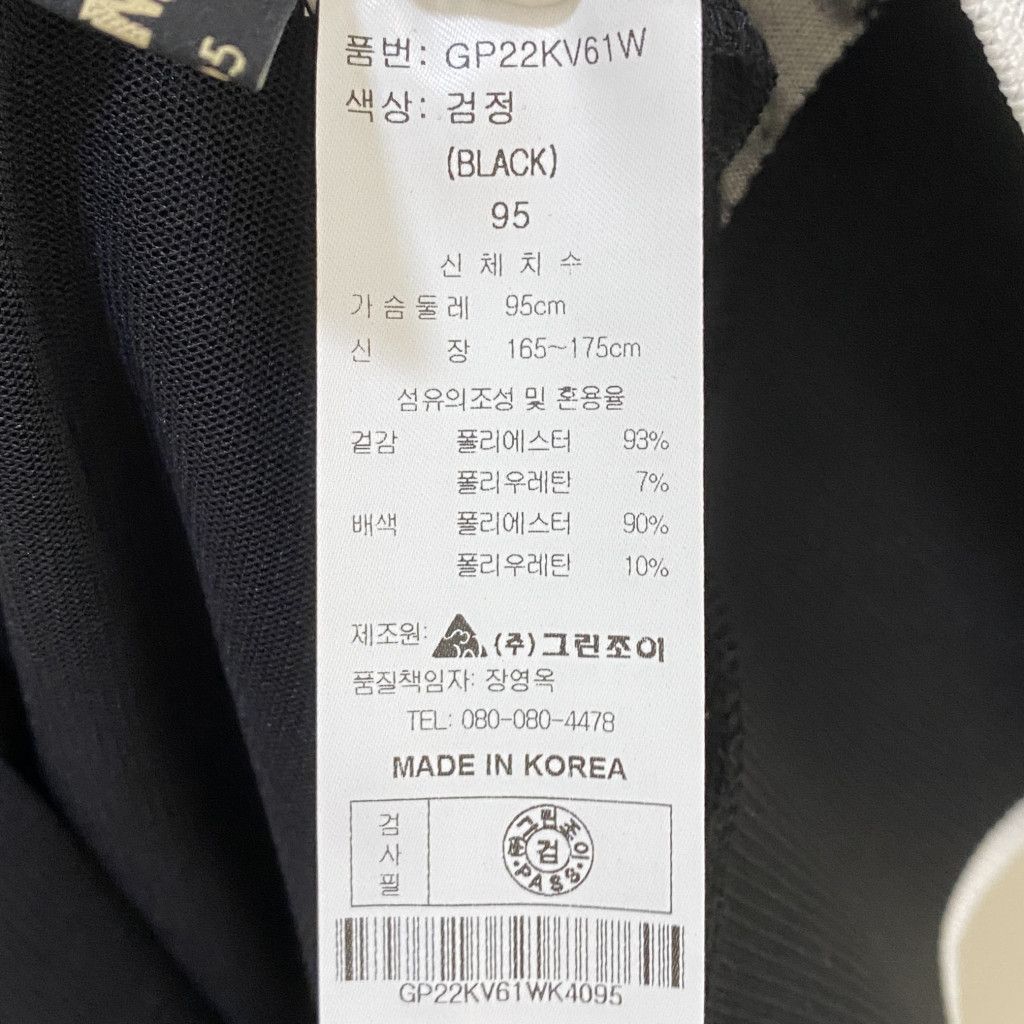 95
품번: GP22KV61W
색상: 검정
(BLACK)
95
신체치수
가슴둘레 95cm
신장 165~175cm
섬유의조성 및 혼용율
겉감 폴리에스터 93%
폴리우레탄 7%
배색 폴리에스터 90%
폴리우레탄 10%
제조원: (주)그린조이
품질책임자: 장영옥
TEL: 080-080-4478
MADE IN KOREA
검사필
㈜그린조이
검
PASS
GP22KV61WK4095